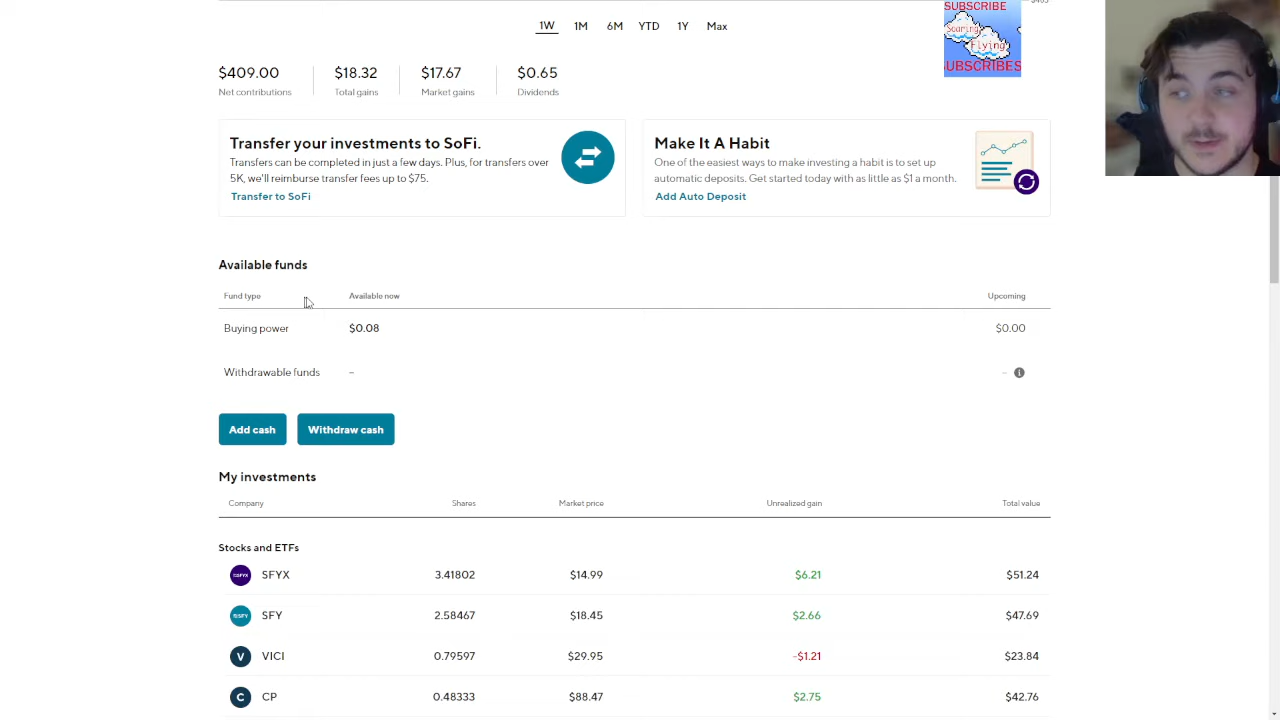 SUBSCRIBE
Soaring
Flying
SUBSCRIBES
1W 1M 6M YTD 1Y Max
$409.00 $18.32 $17.67 $0.65
Net contributions Total gains Market gains Dividends
Transfer your investments to SoFi.
Transfers can be completed in just a few days. Plus, for transfers over
5K, we'll reimburse transfer fees up to $75.
Transfer to SoFi
Make It A Habit
One of the easiest ways to make investing a habit is to set up
automatic deposits. Get started today with as little as $1 a month.
Add Auto Deposit
Available funds
Fund type Available now Upcoming
Buying power $0.08 $0.00
Withdrawable funds – –
Add cash Withdraw cash
My investments
Company Shares Market price Unrealized gain Total value
Stocks and ETFs
SFYX 3.41802 $14.99 $6.21 $51.24
SFY 2.58467 $18.45 $2.66 $47.69
V VICI 0.79597 $29.95 -$1.21 $23.84
C CP 0.48333 $88.47 $2.75 $42.76